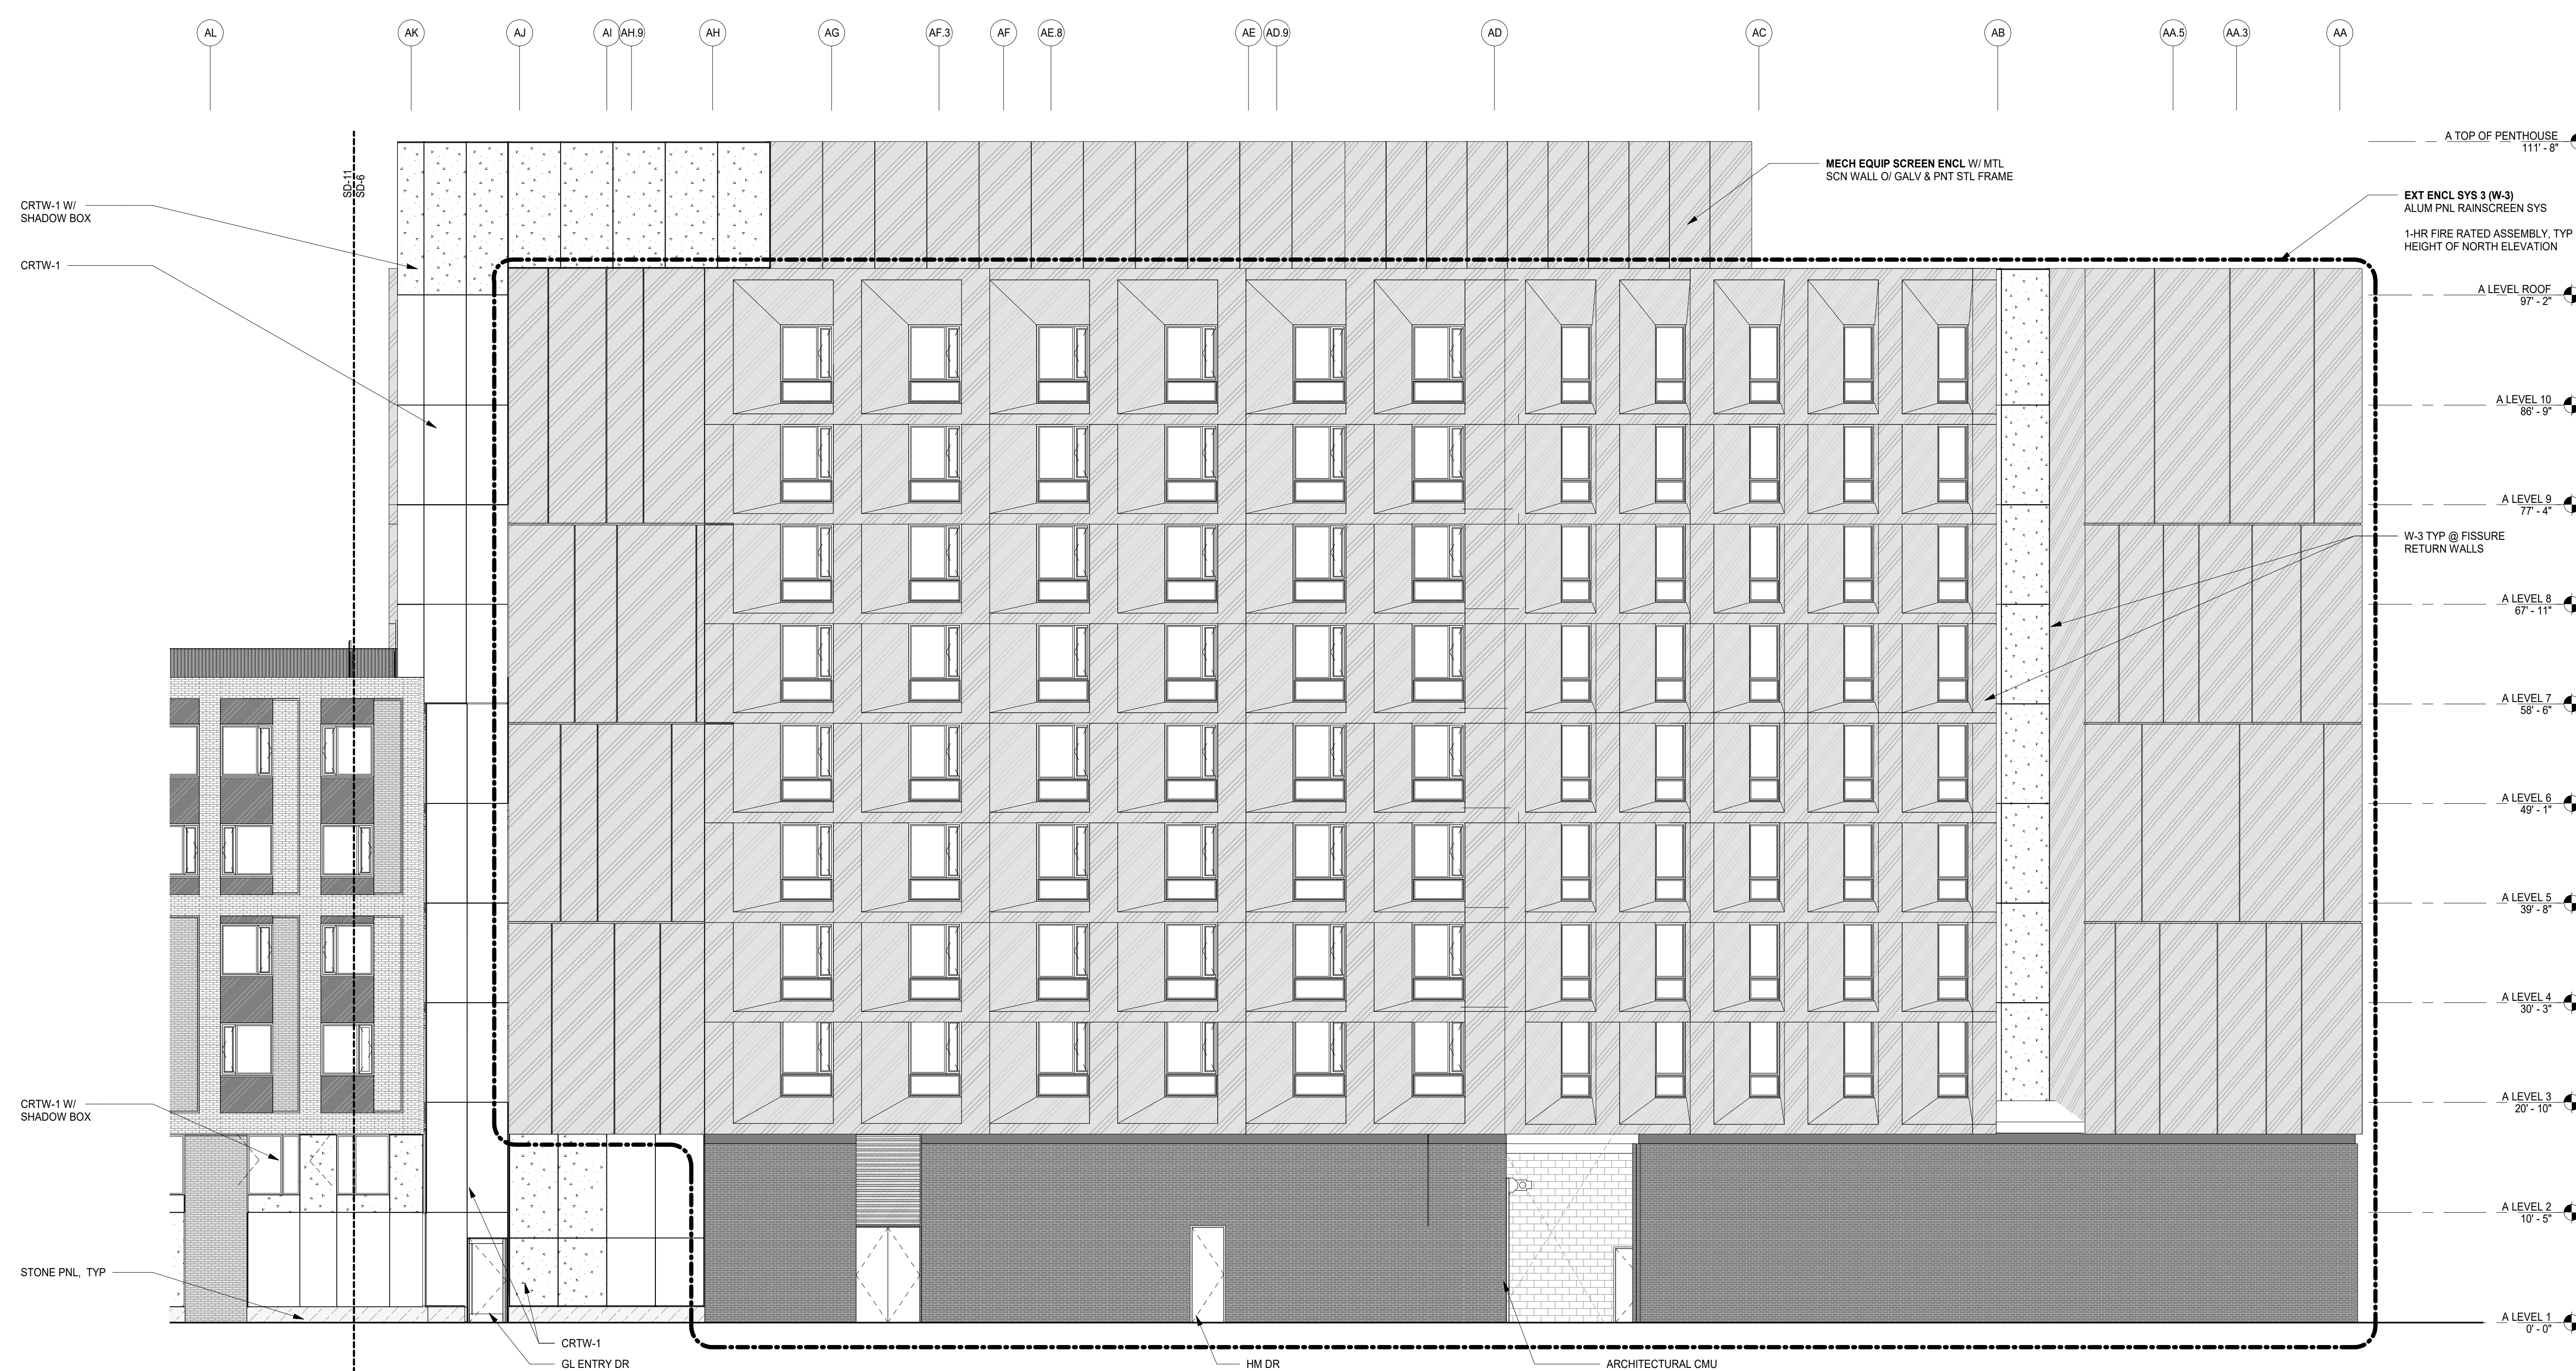 AL
AK
AJ
AI
AH.9
AH
AG
AF.3
AF
AE.8
AE
AD.9
AD
AC
AB
AA.5
AA.3
AA
A TOP OF PENTHOUSE
111' - 8"
MECH EQUIP SCREEN ENCL W/ MTL
SCN WALL O/ GALV & PNT STL FRAME
SD-11
SD-6
CRTW-1 W/
SHADOW BOX
EXT ENCL SYS 3 (W-3)
ALUM PNL RAINSCREEN SYS
1-HR FIRE RATED ASSEMBLY, TYP
HEIGHT OF NORTH ELEVATION
CRTW-1
A LEVEL ROOF
97' - 2"
A LEVEL 10
86' - 9"
A LEVEL 9
77' - 4"
W-3 TYP @ FISSURE
RETURN WALLS
A LEVEL 8
67' - 11"
A LEVEL 7
58' - 6"
A LEVEL 6
49' - 1"
A LEVEL 5
39' - 8"
A LEVEL 4
30' - 3"
CRTW-1 W/
SHADOW BOX
A LEVEL 3
20' - 10"
A LEVEL 2
10' - 5"
STONE PNL, TYP
A LEVEL 1
0' - 0"
CRTW-1
GL ENTRY DR
HM DR
ARCHITECTURAL CMU